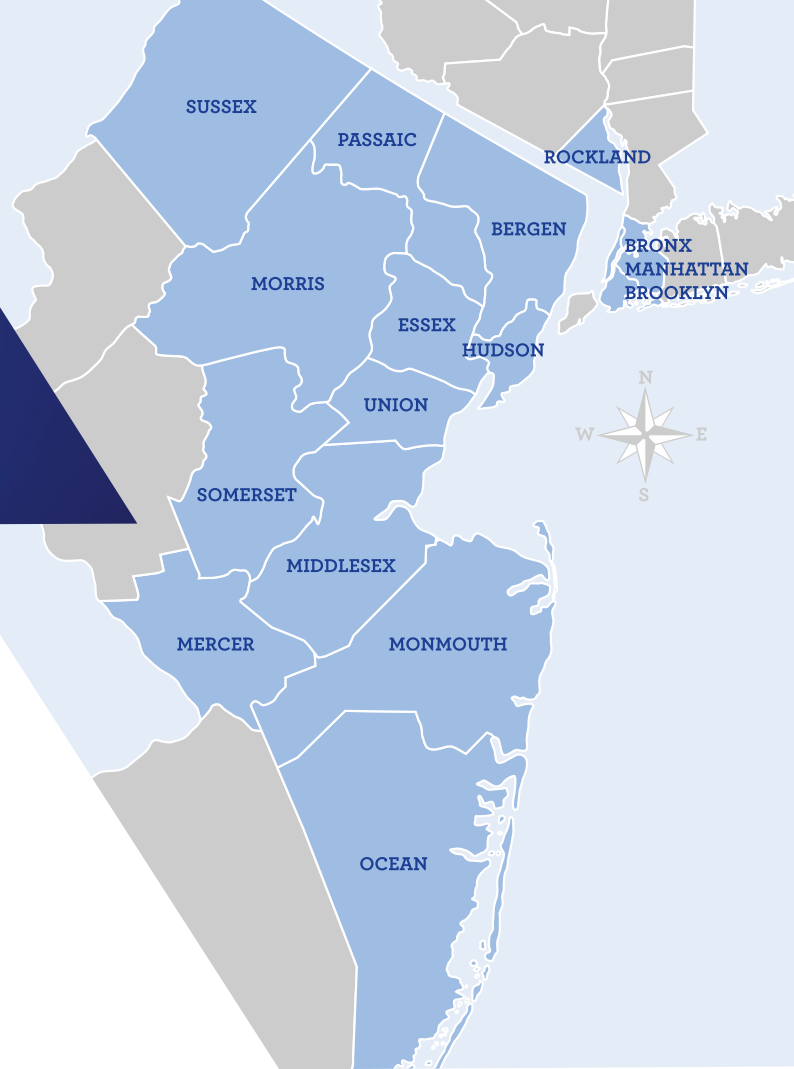 SUSSEX
PASSAIC
ROCKLAND
BERGEN
BRONX
MANHATTAN
BROOKLYN
MORRIS
ESSEX
HUDSON
N
UNION
W
E
S
SOMERSET
MIDDLESEX
MERCER
MONMOUTH
OCEAN